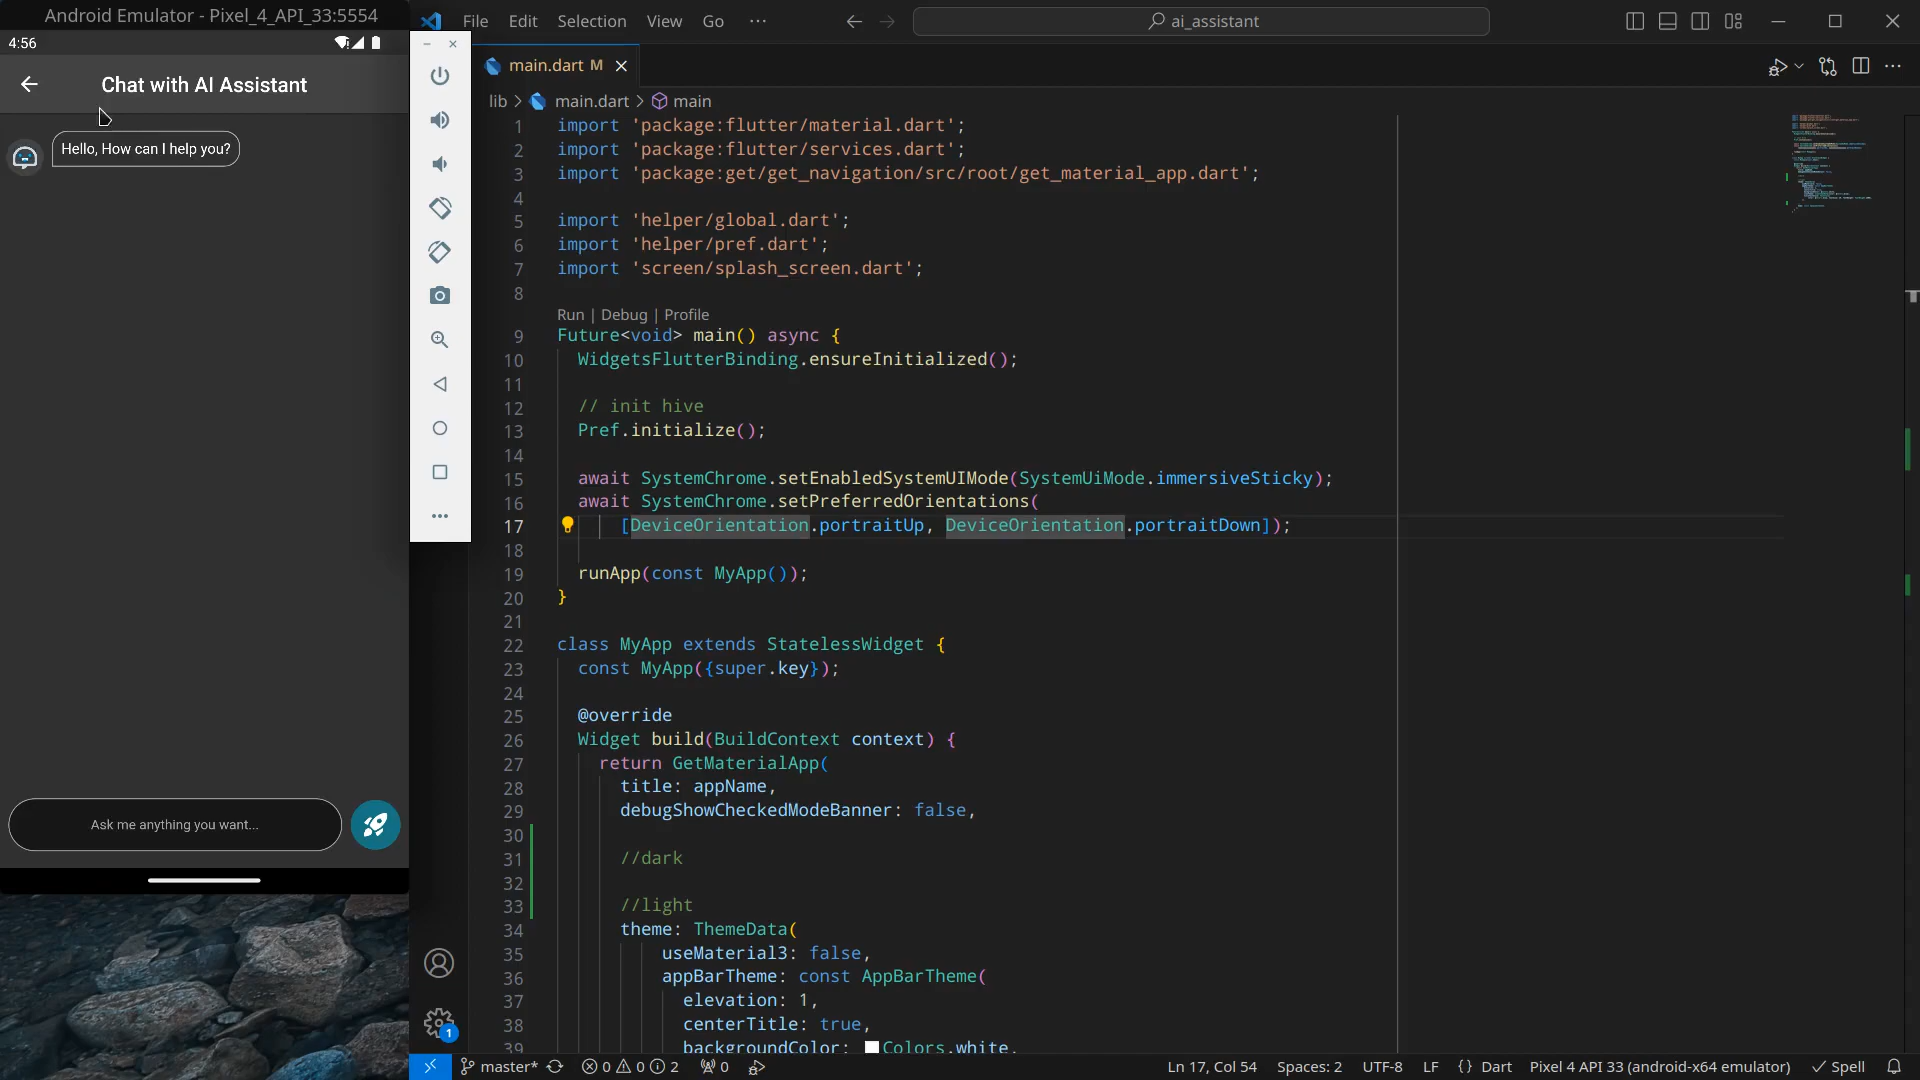 Android Emulator - Pixel_4_API_33:5554
4:56
Chat with AI Assistant
Hello, How can I help you?
Ask me anything you want...
File Edit Selection View Go ···
ai_assistant
main.dart M
lib > main.dart > main
1 import 'package:flutter/material.dart';
2 import 'package:flutter/services.dart';
3 import 'package:get/get_navigation/src/root/get_material_app.dart';
4
5 import 'helper/global.dart';
6 import 'helper/pref.dart';
7 import 'screen/splash_screen.dart';
8
Run | Debug | Profile
9 Future<void> main() async {
10 WidgetsFlutterBinding.ensureInitialized();
11
12 // init hive
13 Pref.initialize();
14
15 await SystemChrome.setEnabledSystemUIMode(SystemUiMode.immersiveSticky);
16 await SystemChrome.setPreferredOrientations(
17 [DeviceOrientation.portraitUp, DeviceOrientation.portraitDown]);
18
19 runApp(const MyApp());
20 }
21
22 class MyApp extends StatelessWidget {
23 const MyApp({super.key});
24
25 @override
26 Widget build(BuildContext context) {
27 return GetMaterialApp(
28 title: appName,
29 debugShowCheckedModeBanner: false,
30
31 //dark
32
33 //light
34 theme: ThemeData(
35 useMaterial3: false,
36 appBarTheme: const AppBarTheme(
37 elevation: 1,
38 centerTitle: true,
39 backgroundColor: Colors.white,
1
master* 0 0 2 0 Ln 17, Col 54 Spaces: 2 UTF-8 LF {} Dart Pixel 4 API 33 (android-x64 emulator) Spell